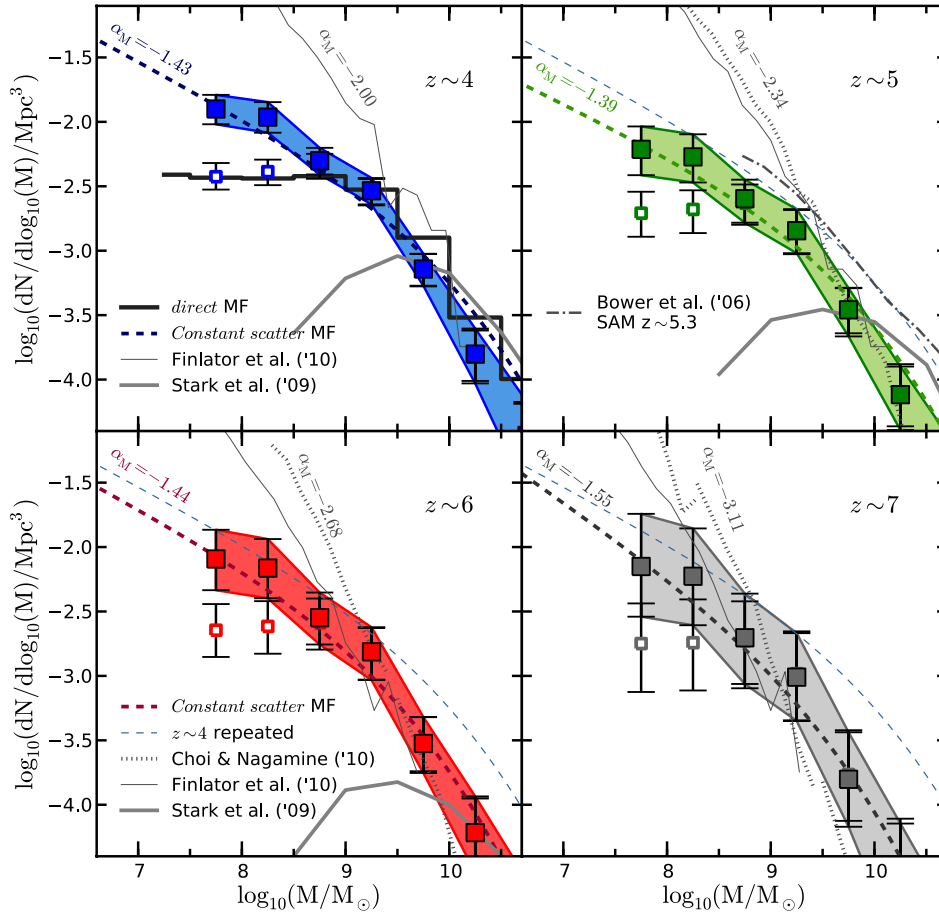 α_M=−1.43
α_M=−2.00
z∼4
−1.5
−2.0
−2.5
−3.0
−3.5
−4.0
log₁₀(dN/dlog₁₀(M)/Mpc³)
direct MF
Constant scatter MF
Finlator et al. ('10)
Stark et al. ('09)
α_M=−1.39
α_M=−2.34
z∼5
Bower et al. ('06)
SAM z∼5.3
α_M=−1.44
α_M=−2.68
z∼6
−1.5
−2.0
−2.5
−3.0
−3.5
−4.0
log₁₀(dN/dlog₁₀(M)/Mpc³)
Constant scatter MF
z∼4 repeated
Choi & Nagamine ('10)
Finlator et al. ('10)
Stark et al. ('09)
α_M=−1.55
α_M=−3.11
z∼7
7 8 9 10
7 8 9 10
log₁₀(M/M_⊙)
log₁₀(M/M_⊙)